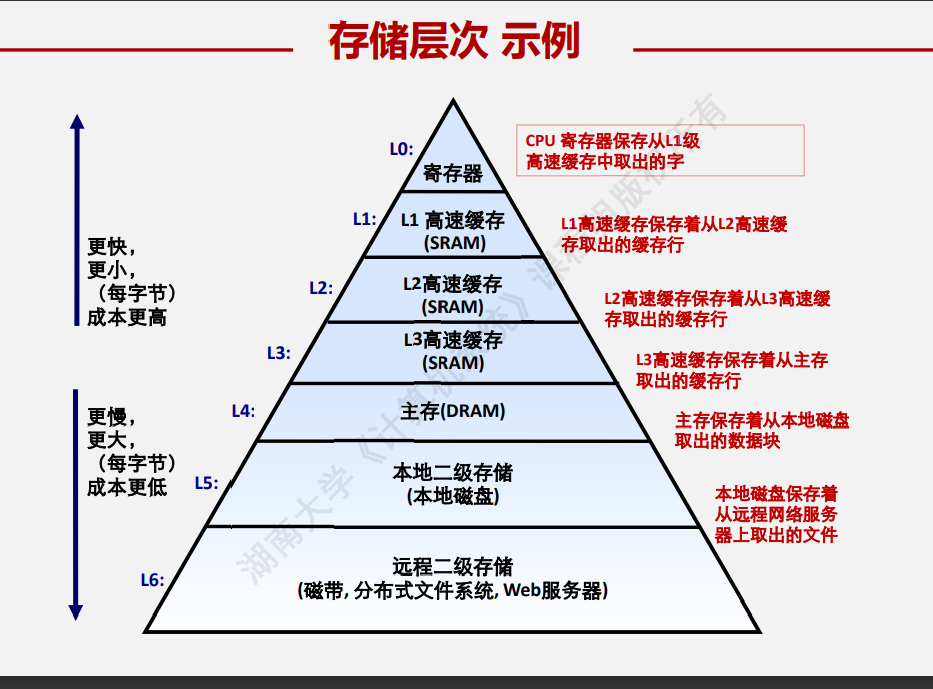 存储层次 示例
L0:
寄存器
CPU 寄存器保存从L1级
高速缓存中取出的字
L1:
L1 高速缓存
(SRAM)
L1高速缓存保存着从L2高速缓
存取出的缓存行
更快，
更小，
（每字节）
成本更高
L2:
L2高速缓存
(SRAM)
L2高速缓存保存着从L3高速缓
存取出的缓存行
L3:
L3高速缓存
(SRAM)
L3高速缓存保存着从主存
取出的缓存行
更慢，
更大，
（每字节）
成本更低
L4:
主存(DRAM)
主存保存着从本地磁盘
取出的数据块
L5:
本地二级存储
(本地磁盘)
本地磁盘保存着
从远程网络服务
器上取出的文件
L6:
远程二级存储
(磁带, 分布式文件系统, Web服务器)
湖南大学《计算机系统》课程组版权所有